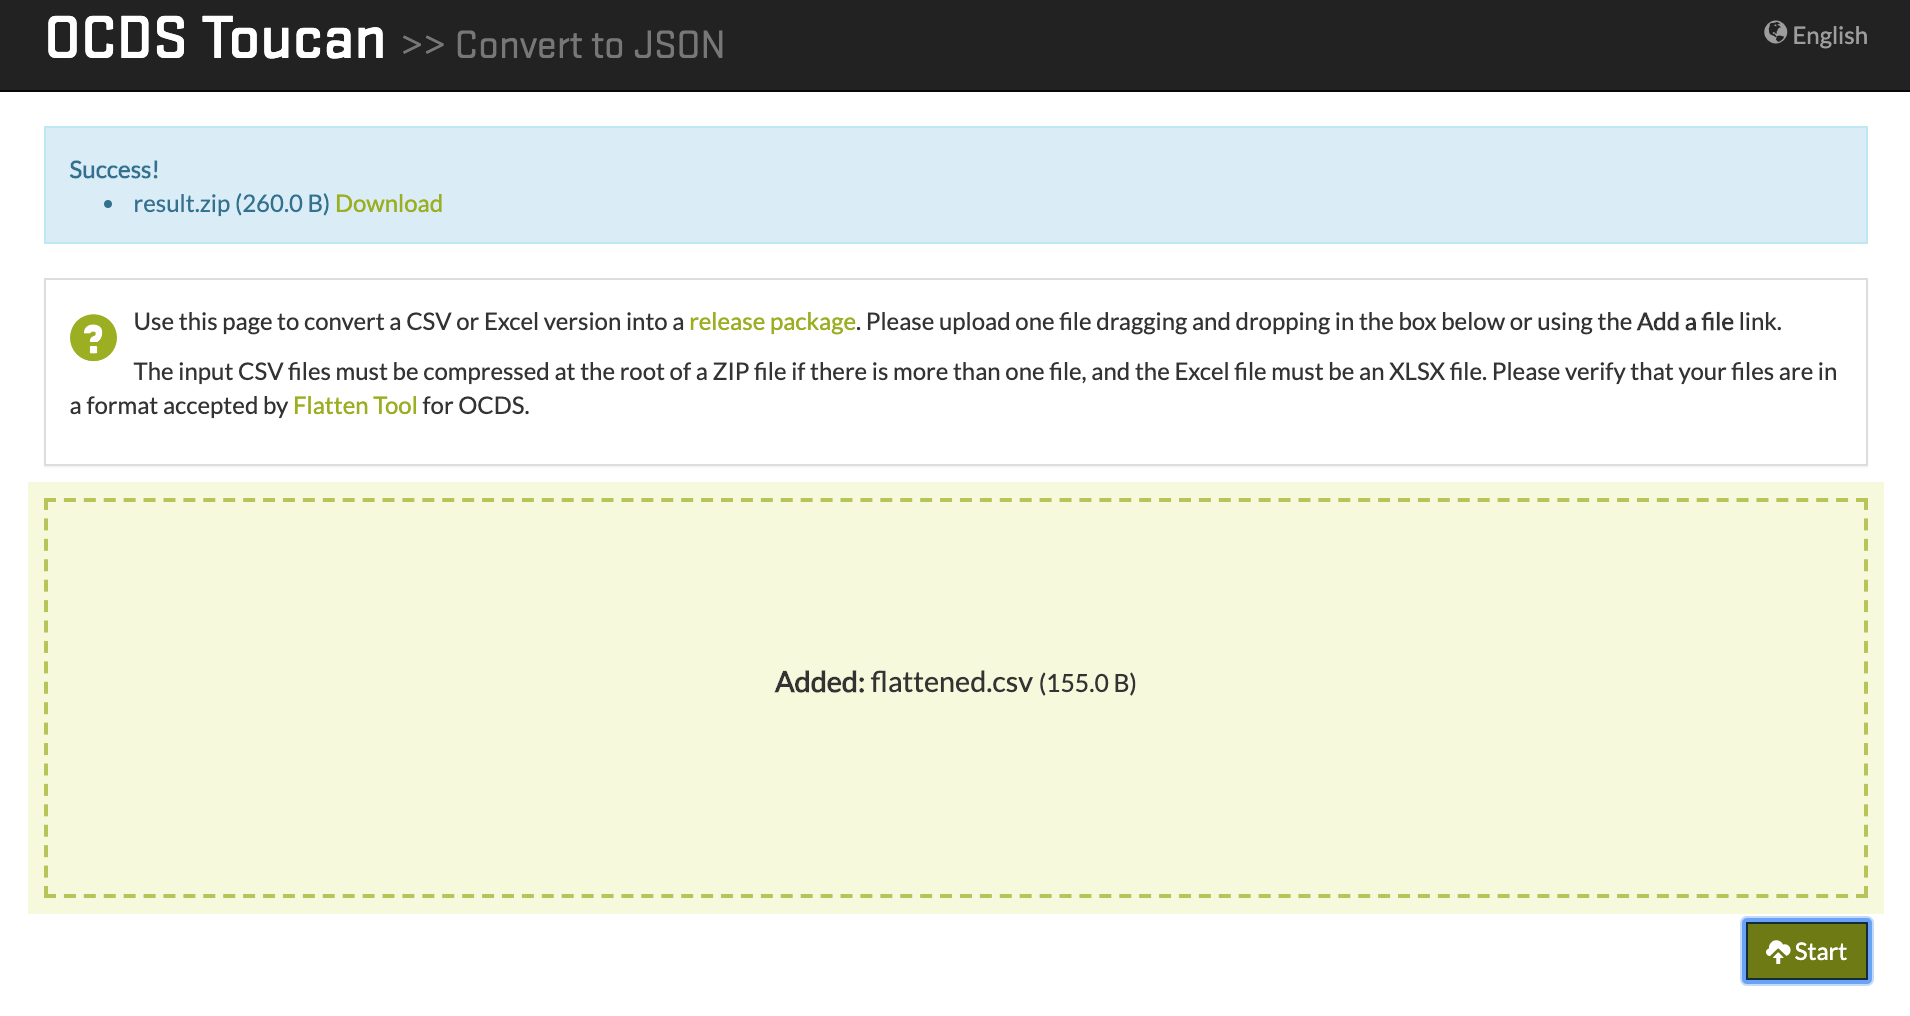 OCDS Toucan >> Convert to JSON
English
Success!
• result.zip (260.0 B) Download
? Use this page to convert a CSV or Excel version into a release package. Please upload one file dragging and dropping in the box below or using the Add a file link.
The input CSV files must be compressed at the root of a ZIP file if there is more than one file, and the Excel file must be an XLSX file. Please verify that your files are in
a format accepted by Flatten Tool for OCDS.
Added: flattened.csv (155.0 B)
Start